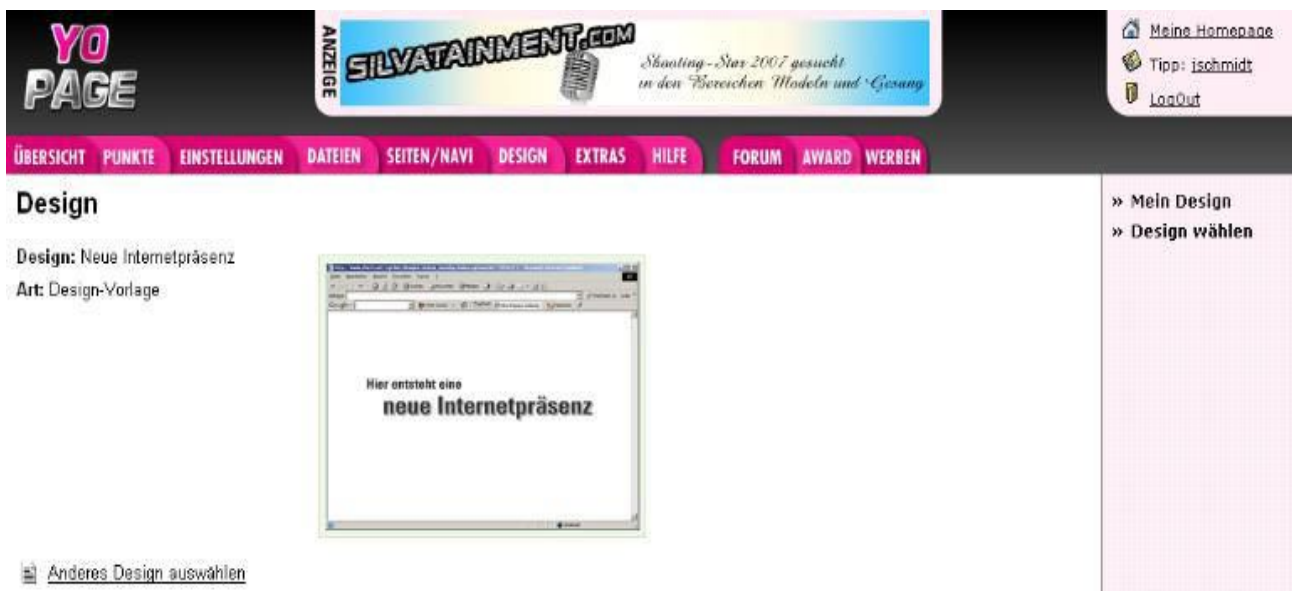 YO
PAGE
ANZEIGE
SILVATAINMENT.COM
Shooting-Star 2007 gesucht
in den Bereichen Modeln und Gesang
Meine Homepage
Tipp: jschmidt
LogOut
ÜBERSICHT PUNKTE EINSTELLUNGEN DATEIEN SEITEN/NAVI DESIGN EXTRAS HILFE FORUM AWARD WERBEN
Design
» Mein Design
» Design wählen
Design: Neue Internetpräsenz
Art: Design-Vorlage
Hier entsteht eine
neue Internetpräsenz
Anderes Design auswählen